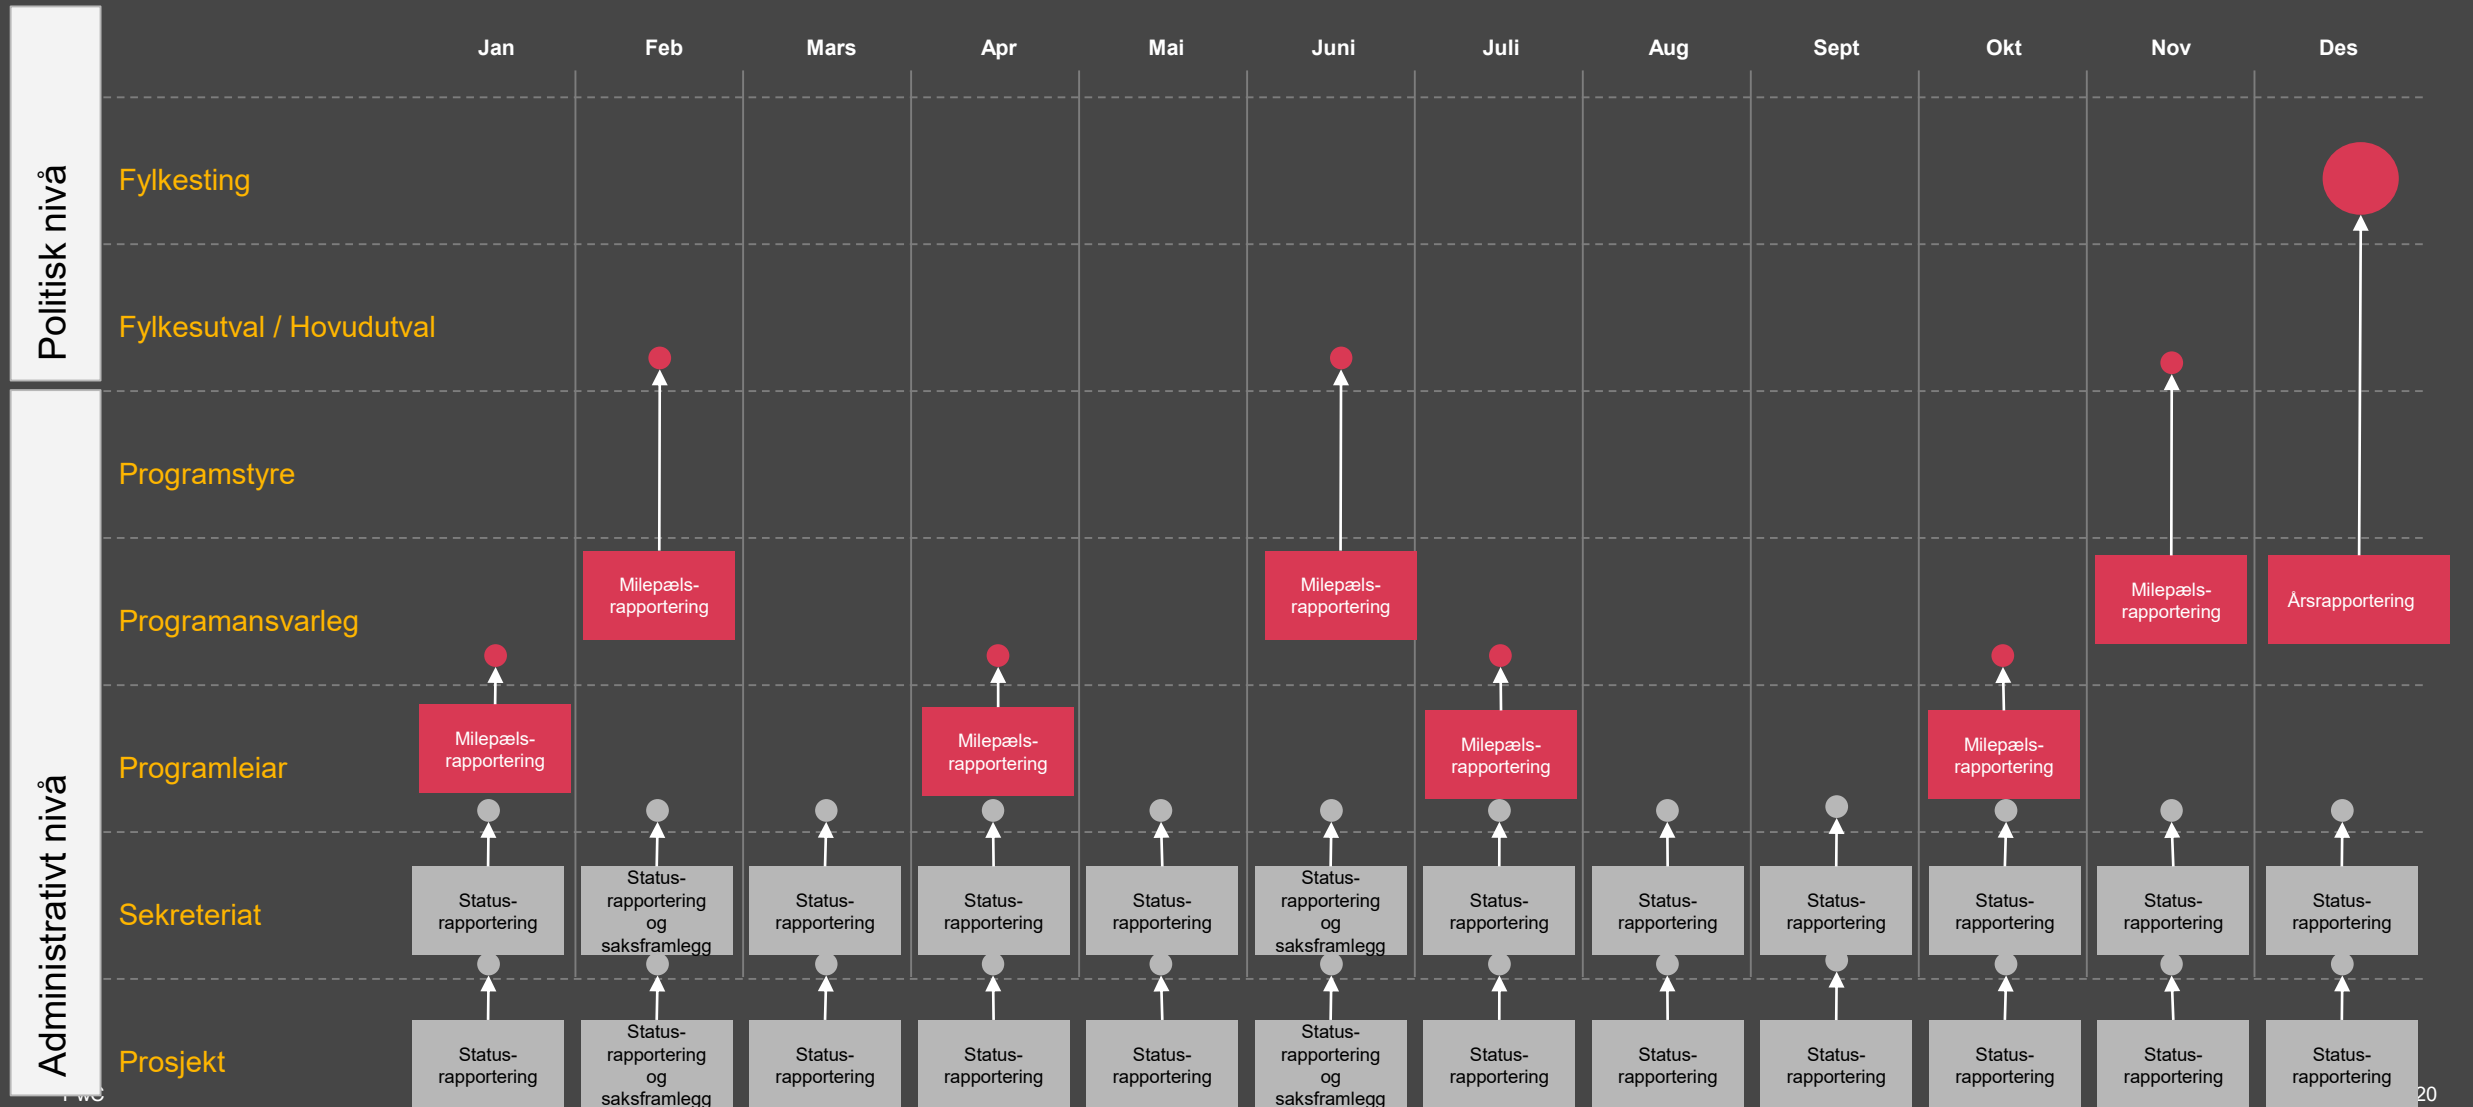 Jan Feb Mars Apr Mai Juni Juli Aug Sept Okt Nov Des
Politisk nivå
Fylkesting
Fylkesutval / Hovudutval
Administrativt nivå
Programstyre
Programansvarleg
Milepæls-
rapportering
Milepæls-
rapportering
Milepæls-
rapportering
Årsrapportering
Programleiar
Milepæls-
rapportering
Milepæls-
rapportering
Milepæls-
rapportering
Milepæls-
rapportering
Sekreteriat
Status-
rapportering
Status-
rapportering
og
saksframlegg
Status-
rapportering
Status-
rapportering
Status-
rapportering
Status-
rapportering
og
saksframlegg
Status-
rapportering
Status-
rapportering
Status-
rapportering
Status-
rapportering
Status-
rapportering
Status-
rapportering
Prosjekt
Status-
rapportering
Status-
rapportering
og
saksframlegg
Status-
rapportering
Status-
rapportering
Status-
rapportering
Status-
rapportering
og
saksframlegg
Status-
rapportering
Status-
rapportering
Status-
rapportering
Status-
rapportering
Status-
rapportering
Status-
rapportering
PwC
20